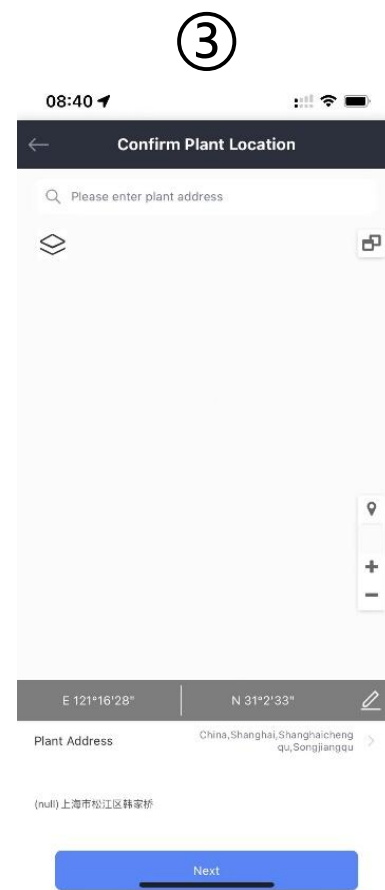 ③
08:40
Confirm Plant Location
Please enter plant address
E 121°16'28" N 31°2'33"
Plant Address
China,Shanghai,Shanghaicheng
qu,Songjiangqu
(null)上海市松江区韩家桥
Next